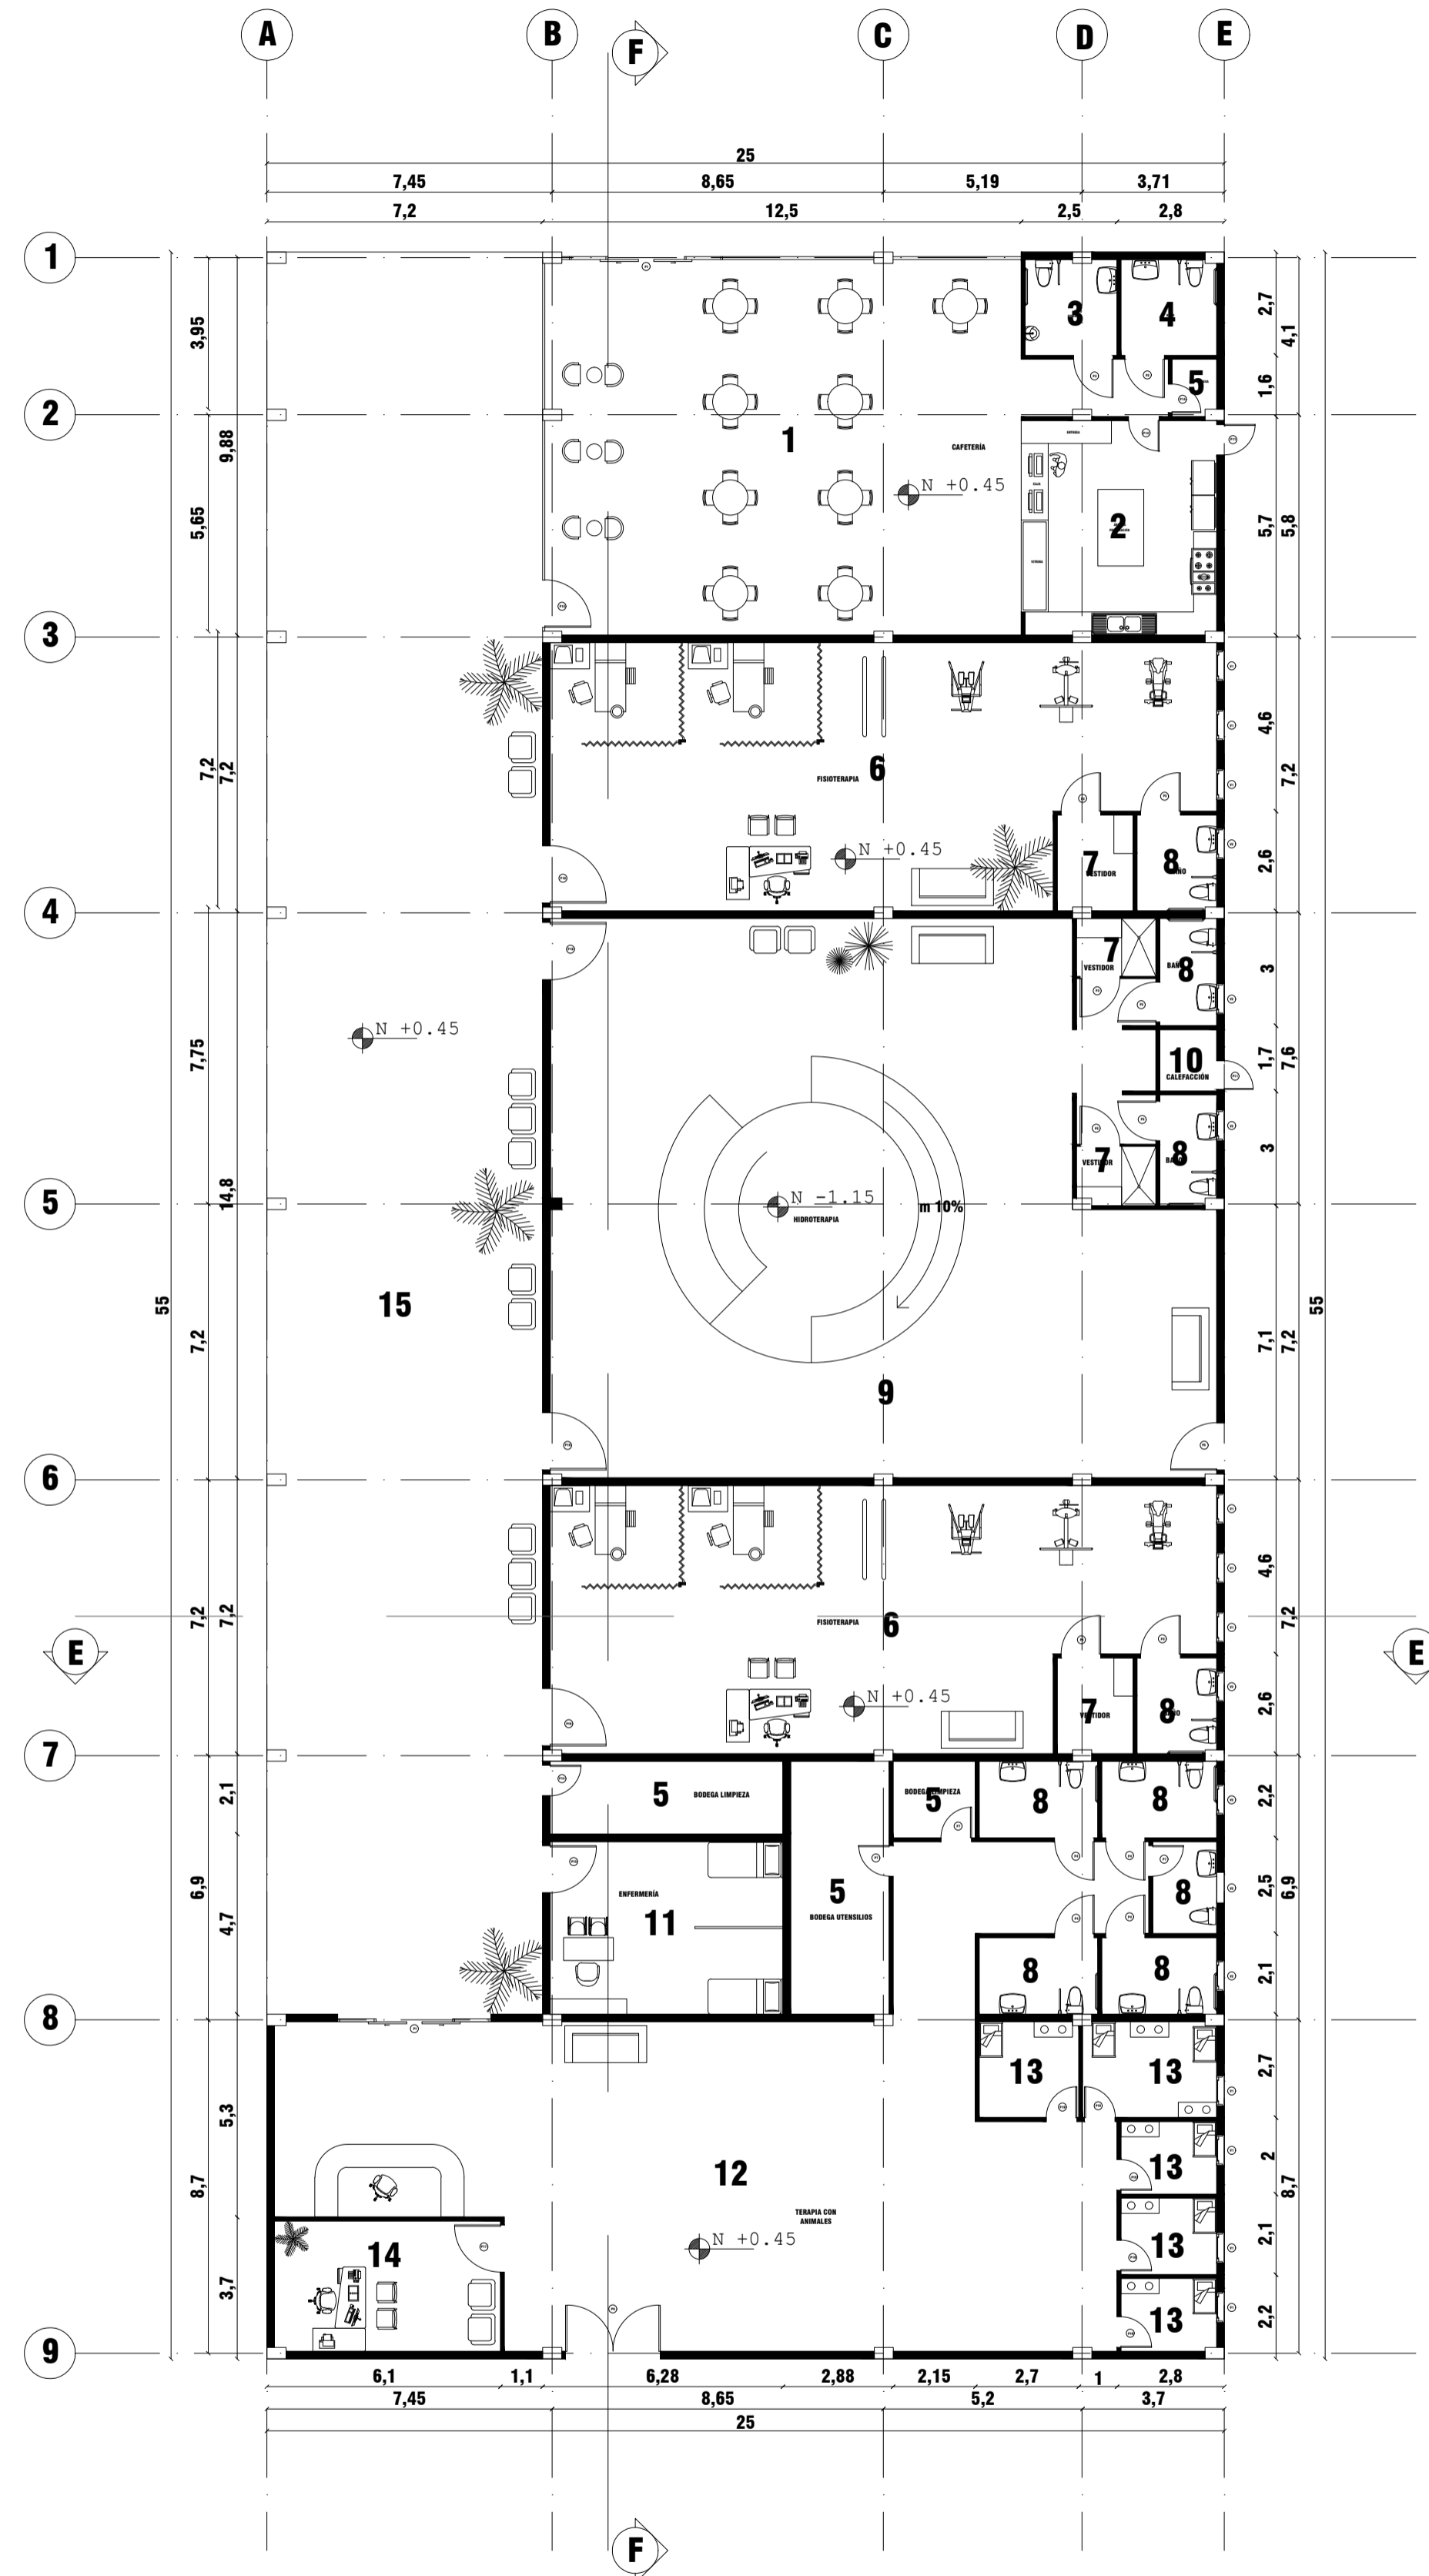 A B F C D E
25
7,45 8,65 5,19 3,71
7,2 12,5 2,5 2,8
1
3 4
2,7
3,95
4,1
5
1,6
2
1
CAFETERÍA
9,88
N +0.45
5,65
2
5,7 5,8
3
4,6
7,2 7,2
6
FISIOTERAPIA
7,2
N +0.45
7
VESTIDOR
8
2,6
4
7
VESTIDOR
8
3
N +0.45
7,75
10
CALEFACCIÓN
1,7 7,6
8
7
VESTIDOR
3
14,8
5
N -1.15
HIDROTERAPIA
m 10%
15
55
55
7,2
7,1 7,2
9
6
4,6
7,2 7,2
6
FISIOTERAPIA
7,2
E
E
N +0.45
7
VESTIDOR
8
2,6
7
2,1
5
BODEGA LIMPIEZA
5
BODEGA LIMPIEZA
8 8
2,2
6,9
5
BODEGA UTENSILIOS
8
2,5 6,9
ENFERMERÍA
11
4,7
8 8
2,1
8
13 13
2,7
5,3
12
13
2
8,7
8,7
TERAPIA CON
ANIMALES
N +0.45
14
13
2,1
3,7
13
2,2
9
6,1 1,1 6,28 2,88 2,15 2,7 1 2,8
7,45 8,65 5,2 3,7
25
F